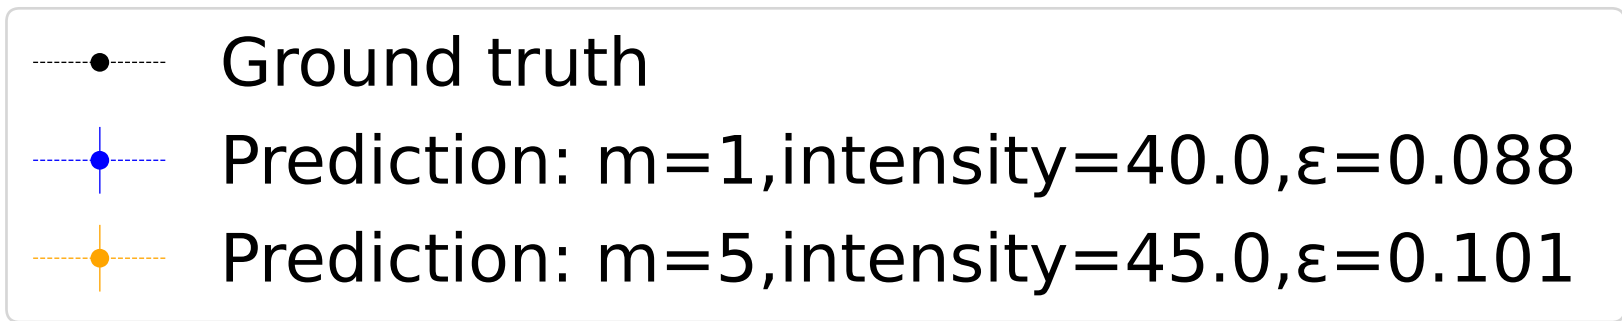 Ground truth
Prediction: m=1,intensity=40.0,ε=0.088
Prediction: m=5,intensity=45.0,ε=0.101